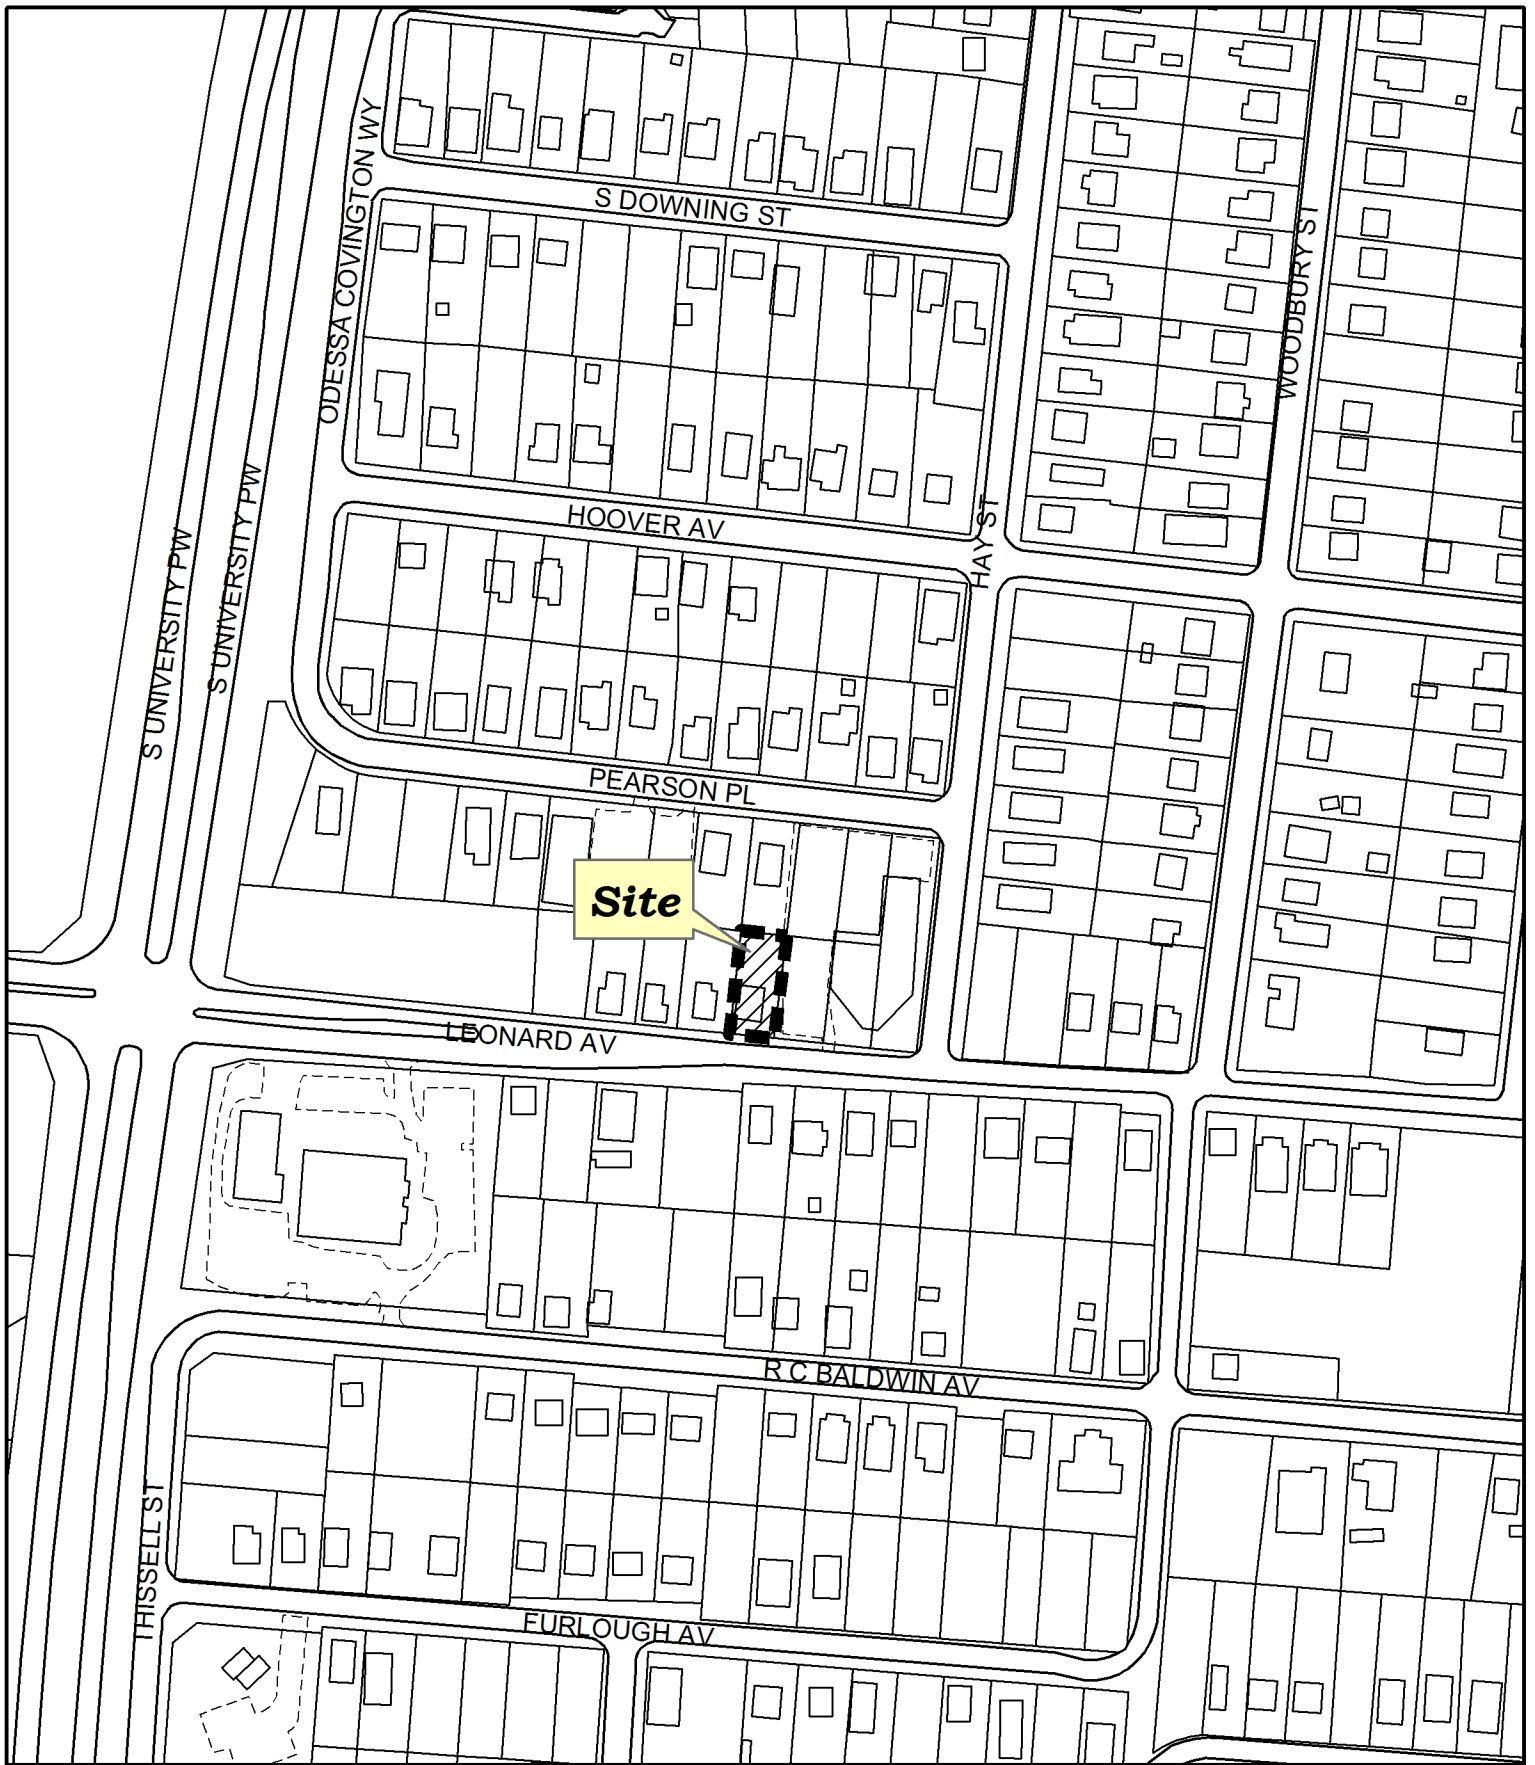 ODESSA COVINGTON WY
S DOWNING ST
WOODBURY ST
S UNIVERSITY PW
S UNIVERSITY PW
HOOVER AV
HAY ST
PEARSON PL
Site
LEONARD AV
R C BALDWIN AV
THISSELL ST
FURLOUGH AV